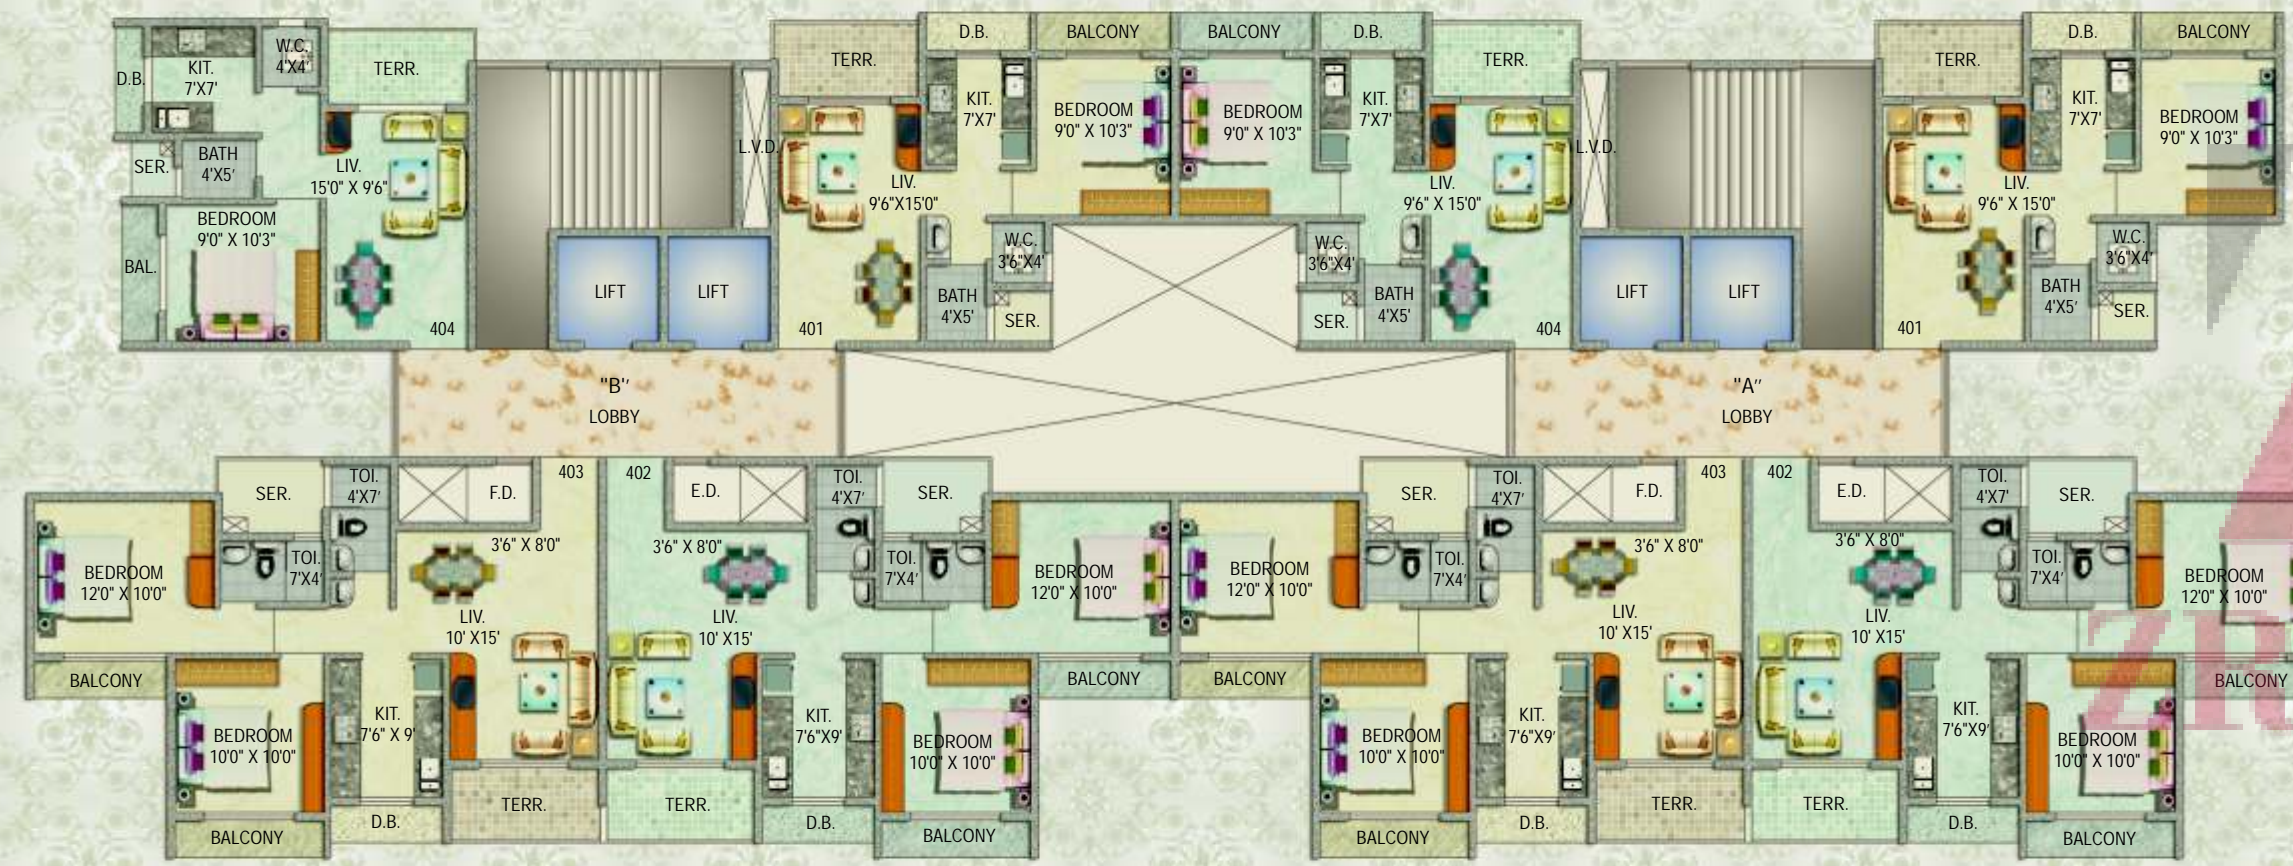 D.B.
KIT.
7'X7'
W.C.
4'X4'
TERR.
SER.
BATH
4'X5'
LIV.
15'0" X 9'6"
BEDROOM
9'0" X 10'3"
BAL.
404
LIFT
LIFT
L.V.D.
TERR.
D.B.
BALCONY
KIT.
7'X7'
BEDROOM
9'0" X 10'3"
LIV.
9'6"X15'0"
W.C.
3'6"X4'
BATH
4'X5'
SER.
401
BALCONY
D.B.
TERR.
BEDROOM
9'0" X 10'3"
KIT.
7'X7'
LIV.
9'6" X 15'0"
W.C.
3'6"X4'
SER.
BATH
4'X5'
404
L.V.D.
LIFT
LIFT
TERR.
D.B.
BALCONY
KIT.
7'X7'
BEDROOM
9'0" X 10'3"
LIV.
9'6" X 15'0"
W.C.
3'6"X4'
BATH
4'X5'
SER.
401
"B"
LOBBY
"A"
LOBBY
SER.
TOI.
4'X7'
F.D.
403
3'6" X 8'0"
TOI.
7'X4'
BEDROOM
12'0" X 10'0"
LIV.
10' X15'
BALCONY
BEDROOM
10'0" X 10'0"
KIT.
7'6" X 9'
TERR.
D.B.
BALCONY
402
E.D.
TOI.
4'X7'
SER.
3'6" X 8'0"
TOI.
7'X4'
BEDROOM
12'0" X 10'0"
LIV.
10' X15'
BALCONY
KIT.
7'6"X9'
BEDROOM
10'0" X 10'0"
TERR.
D.B.
BALCONY
SER.
TOI.
4'X7'
F.D.
403
3'6" X 8'0"
TOI.
7'X4'
BEDROOM
12'0" X 10'0"
LIV.
10' X15'
BALCONY
BEDROOM
10'0" X 10'0"
KIT.
7'6"X9'
TERR.
D.B.
BALCONY
402
E.D.
TOI.
4'X7'
SER.
3'6" X 8'0"
TOI.
7'X4'
BEDROOM
12'0" X 10'0"
LIV.
10' X15'
BALCONY
KIT.
7'6"X9'
BEDROOM
10'0" X 10'0"
TERR.
D.B.
BALCONY